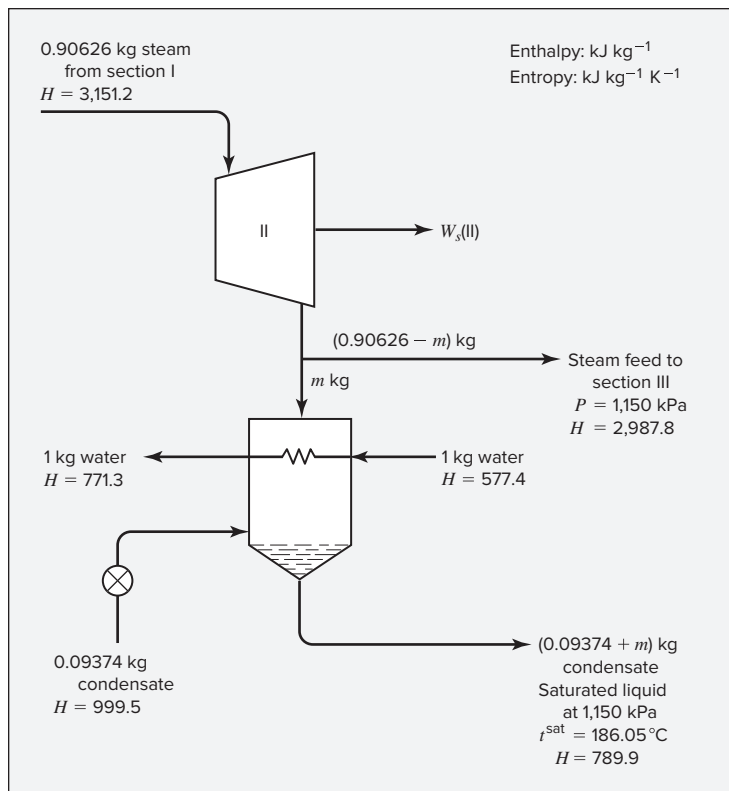 0.90626 kg steam
from section I
H = 3,151.2
Enthalpy: kJ kg⁻¹
Entropy: kJ kg⁻¹ K⁻¹
II
Wₛ(II)
(0.90626 − m) kg
Steam feed to
section III
P = 1,150 kPa
H = 2,987.8
m kg
1 kg water
H = 771.3
1 kg water
H = 577.4
0.09374 kg
condensate
H = 999.5
(0.09374 + m) kg
condensate
Saturated liquid
at 1,150 kPa
tˢᵃᵗ = 186.05°C
H = 789.9